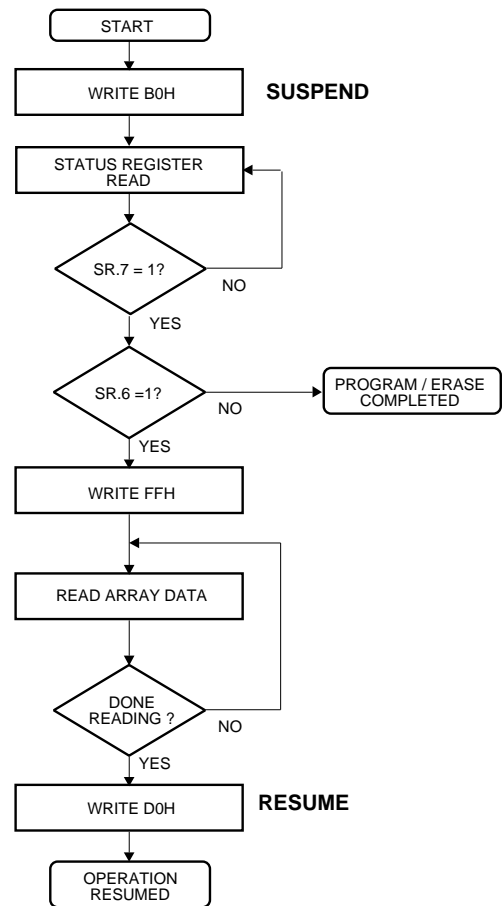 START
WRITE B0H
SUSPEND
STATUS REGISTER
READ
SR.7 = 1?
NO
YES
SR.6 =1?
NO
PROGRAM / ERASE
COMPLETED
YES
WRITE FFH
READ ARRAY DATA
DONE
READING ?
NO
YES
WRITE D0H
RESUME
OPERATION
RESUMED